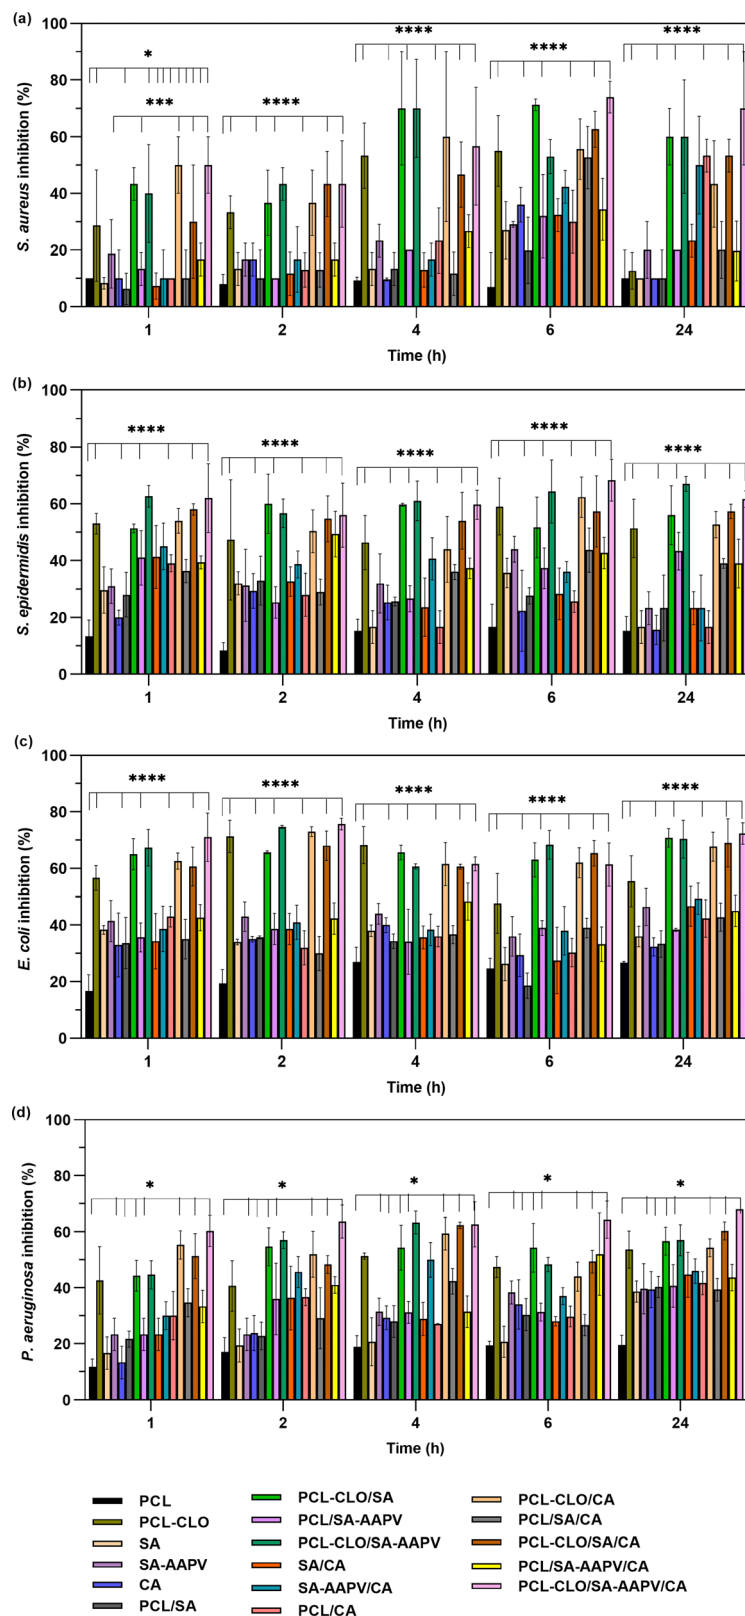 (a)
100
80
60
40
20
0
S. aureus inhibition (%)
*
***
****
****
****
****
1 2 4 6 24
Time (h)
(b)
100
80
60
40
20
0
S. epidermidis inhibition (%)
****
****
****
****
****
1 2 4 6 24
Time (h)
(c)
100
80
60
40
20
0
E. coli inhibition (%)
****
****
****
****
****
1 2 4 6 24
Time (h)
(d)
100
80
60
40
20
0
P. aeruginosa inhibition (%)
*
*
*
*
*
1 2 4 6 24
Time (h)
PCL
PCL-CLO
SA
SA-AAPV
CA
PCL/SA
PCL-CLO/SA
PCL/SA-AAPV
PCL-CLO/SA-AAPV
SA/CA
SA-AAPV/CA
PCL/CA
PCL-CLO/CA
PCL/SA/CA
PCL-CLO/SA/CA
PCL/SA-AAPV/CA
PCL-CLO/SA-AAPV/CA